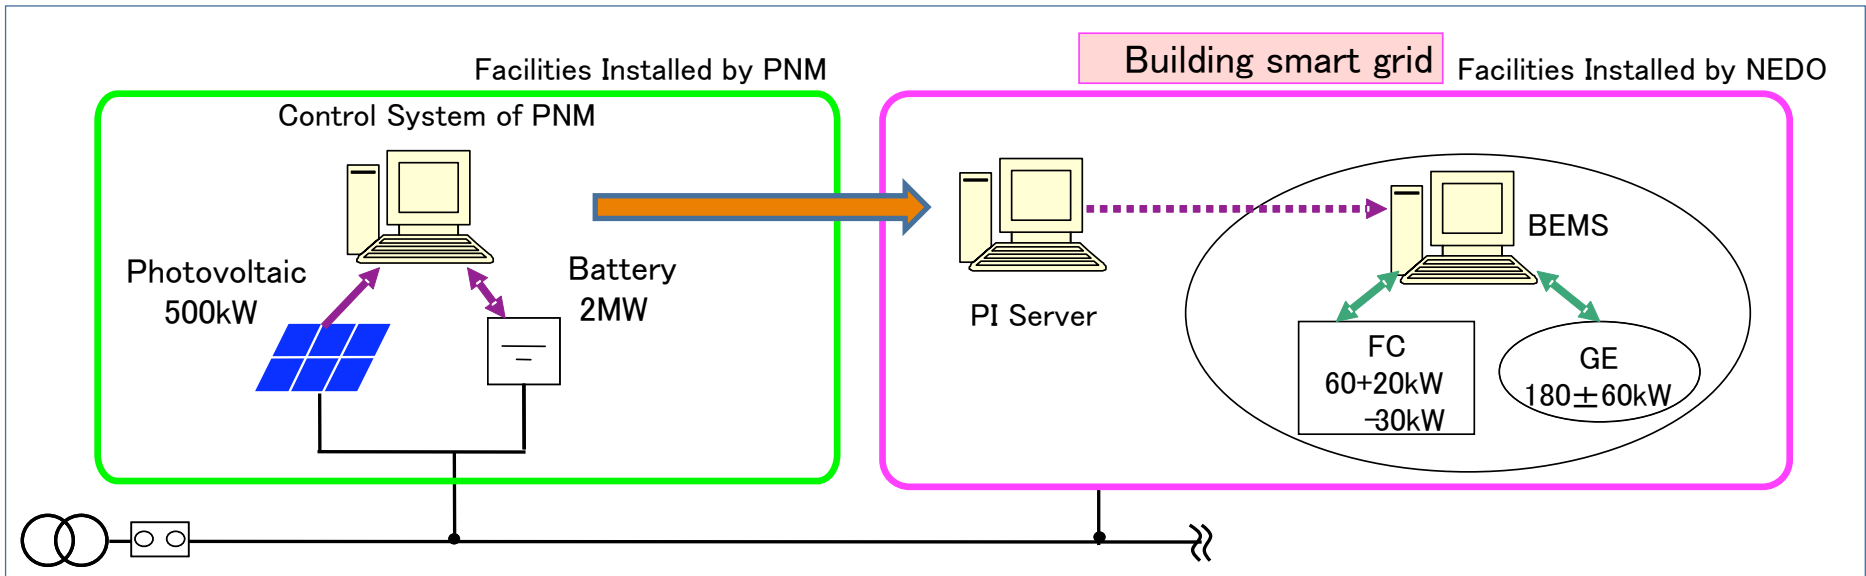 Building smart grid
Facilities Installed by PNM
Facilities Installed by NEDO
Control System of PNM
Photovoltaic
500kW
Battery
2MW
PI Server
BEMS
FC
60+20kW
-30kW
GE
180±60kW